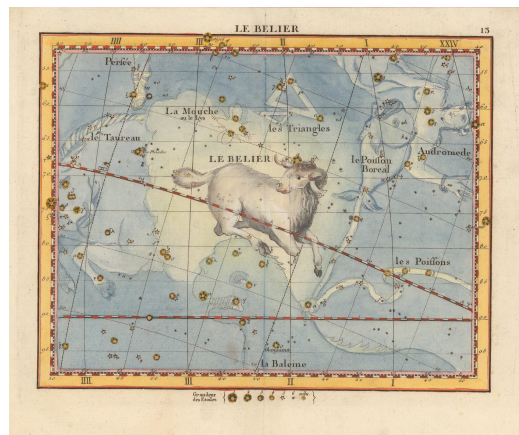 LE BELIER
13
IIII
III
II
I
XXIV
Persée
La Mouche
ou le Lys
le Taureau
les Triangles
LE BELIER
le Poisson
Boreal
Andromede
les Poissons
la Baleine
IIII
III
II
I
Grandeur
des Etoiles